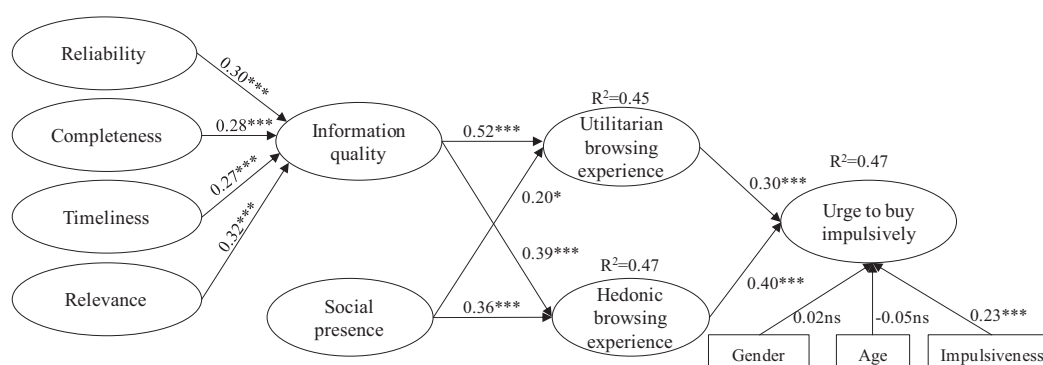 Reliability
0.30***
Completeness
0.28***
Timeliness
0.27***
Relevance
0.32***
Information
quality
Social
presence
0.52***
0.20*
0.39***
0.36***
R²=0.45
Utilitarian
browsing
experience
R²=0.47
Hedonic
browsing
experience
0.30***
0.40***
R²=0.47
Urge to buy
impulsively
0.02ns
-0.05ns
0.23***
Gender
Age
Impulsiveness